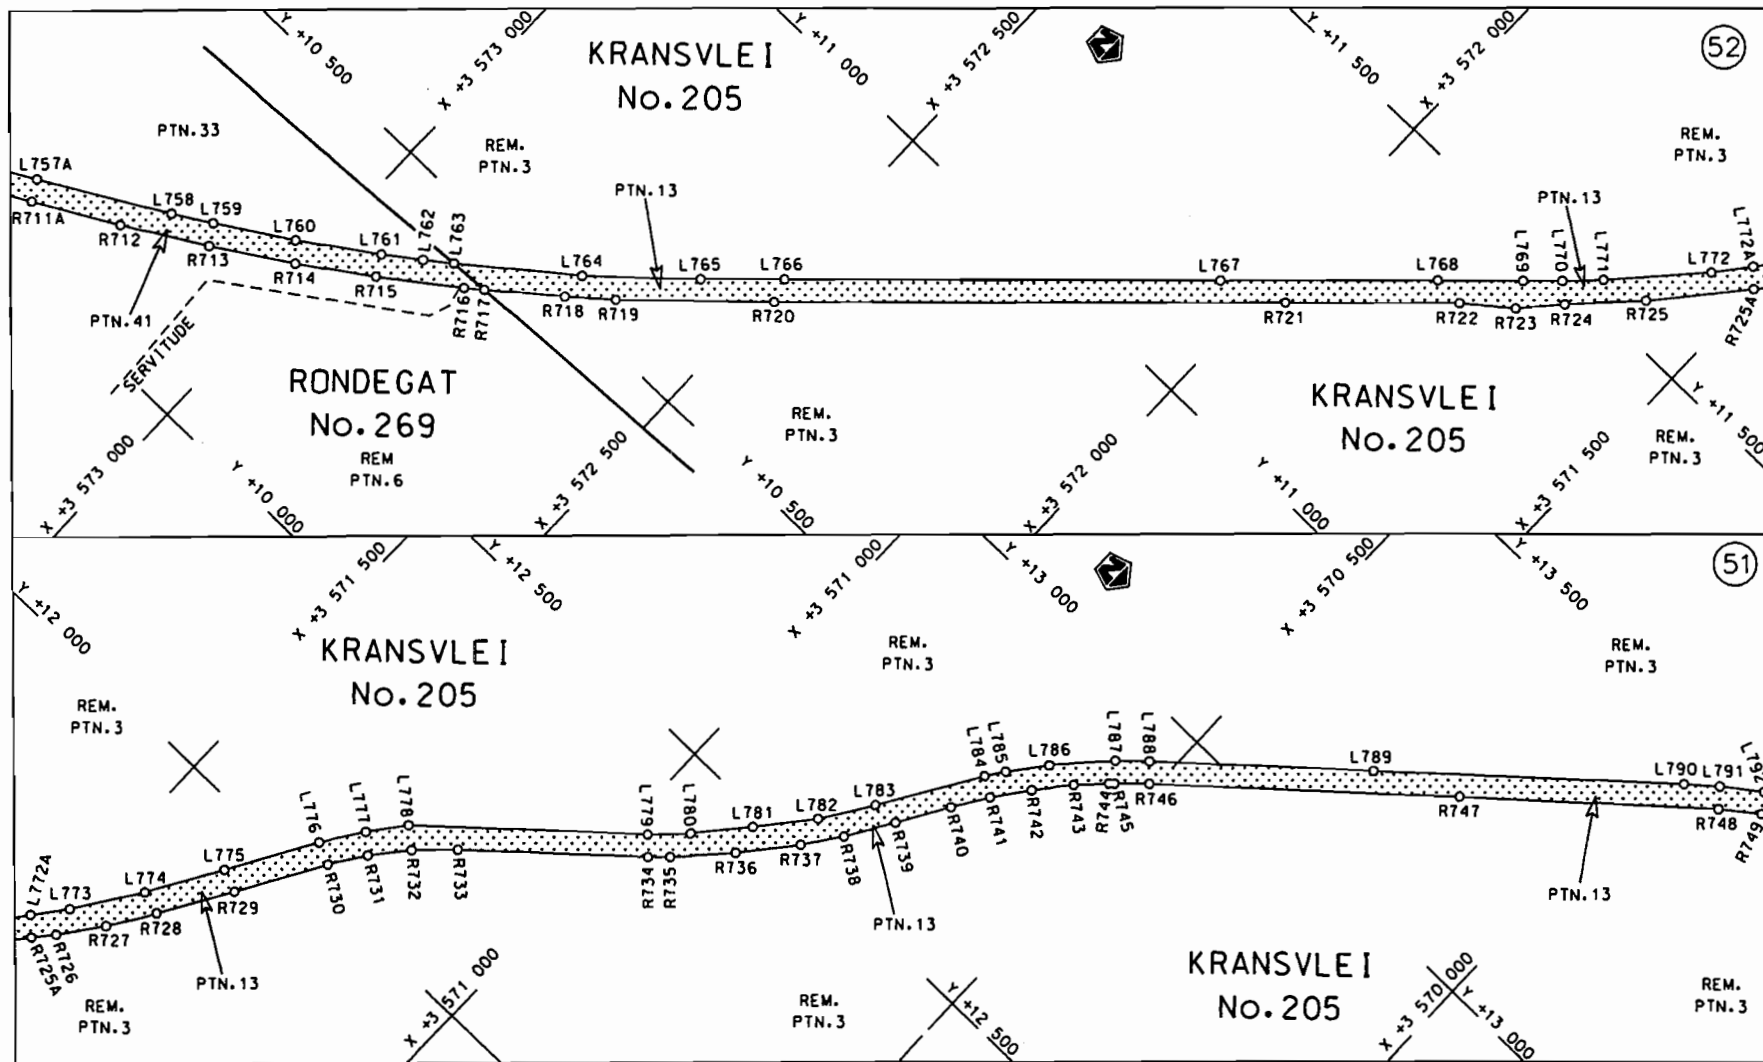 Y +10 500
X +3 573 000
KRANSVLEI
No.205
Y +11 000
X +3 572 500
N
Y +11 500
X +3 572 000
52
PTN.33
REM.
PTN.3
REM.
PTN.3
PTN.13
PTN.13
L757A
L758
L759
L760
L761
L762
L763
L764
L765
L766
L767
L768
L769
L770
L771
L772
L772A
R711A
R712
R713
R714
R715
R716
R717
R718
R719
R720
R721
R722
R723
R724
R725
R725A
PTN.41
SERVITUDE
RONDEGAT
No.269
REM
PTN.6
REM.
PTN.3
KRANSVLEI
No.205
REM.
PTN.3
Y +11 500
X +3 573 000
Y +10 000
X +3 572 500
Y +10 500
X +3 572 000
Y +11 000
X +3 571 500
Y +12 000
X +3 571 500
Y +12 500
X +3 571 000
Y +13 000
N
X +3 570 500
Y +13 500
51
KRANSVLEI
No.205
REM.
PTN.3
REM.
PTN.3
REM.
PTN.3
L772A
L773
L774
L775
L776
L777
L778
L779
L780
L781
L782
L783
L784
L785
L786
L787
L788
L789
L790
L791
L792
R725A
R726
R727
R728
R729
R730
R731
R732
R733
R734
R735
R736
R737
R738
R739
R740
R741
R742
R743
R744
R745
R746
R747
R748
R749
PTN.13
PTN.13
PTN.13
REM.
PTN.3
REM.
PTN.3
KRANSVLEI
No.205
REM.
PTN.3
X +3 571 000
Y +12 500
X +3 570 000
Y +13 000